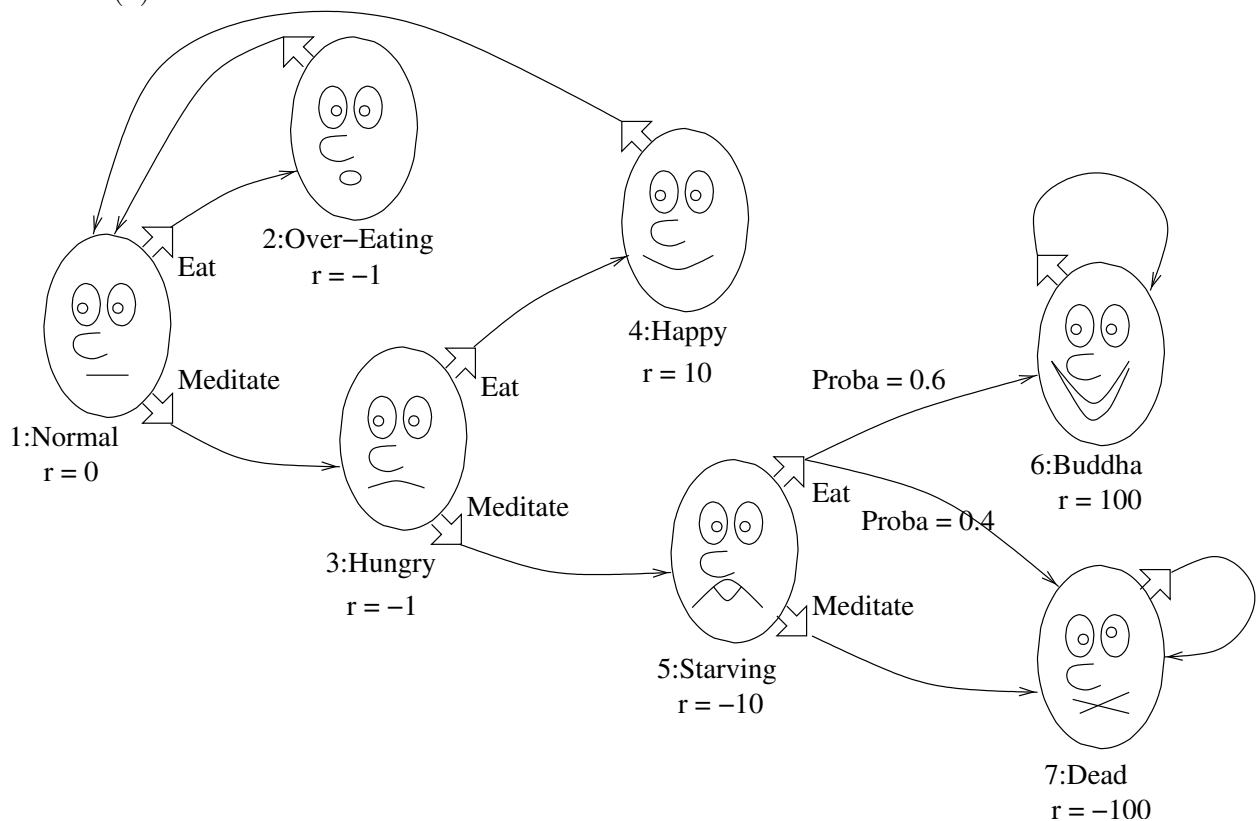 2:Over−Eating
r = −1
Eat
4:Happy
r = 10
Meditate
Eat
Proba = 0.6
1:Normal
r = 0
6:Buddha
r = 100
Eat
Meditate
Proba = 0.4
3:Hungry
r = −1
Meditate
5:Starving
r = −10
7:Dead
r = −100